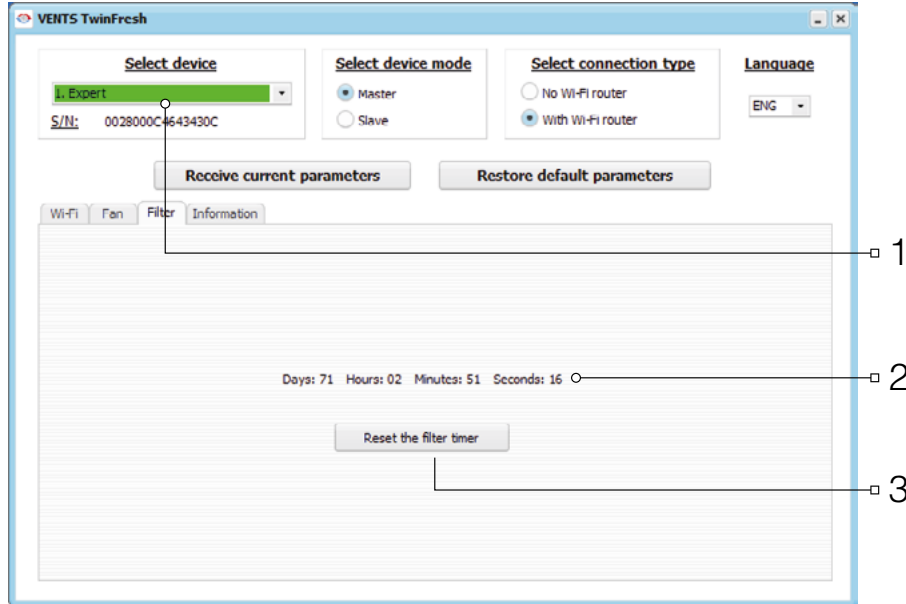 VENTS TwinFresh
Select device
Select device mode
Select connection type
Language
1. Expert
Master
No Wi-Fi router
ENG
S/N: 0028000C4643430C
Slave
With Wi-Fi router
Receive current parameters
Restore default parameters
Wi-Fi Fan Filter Information
1
Days: 71 Hours: 02 Minutes: 51 Seconds: 16
2
Reset the filter timer
3